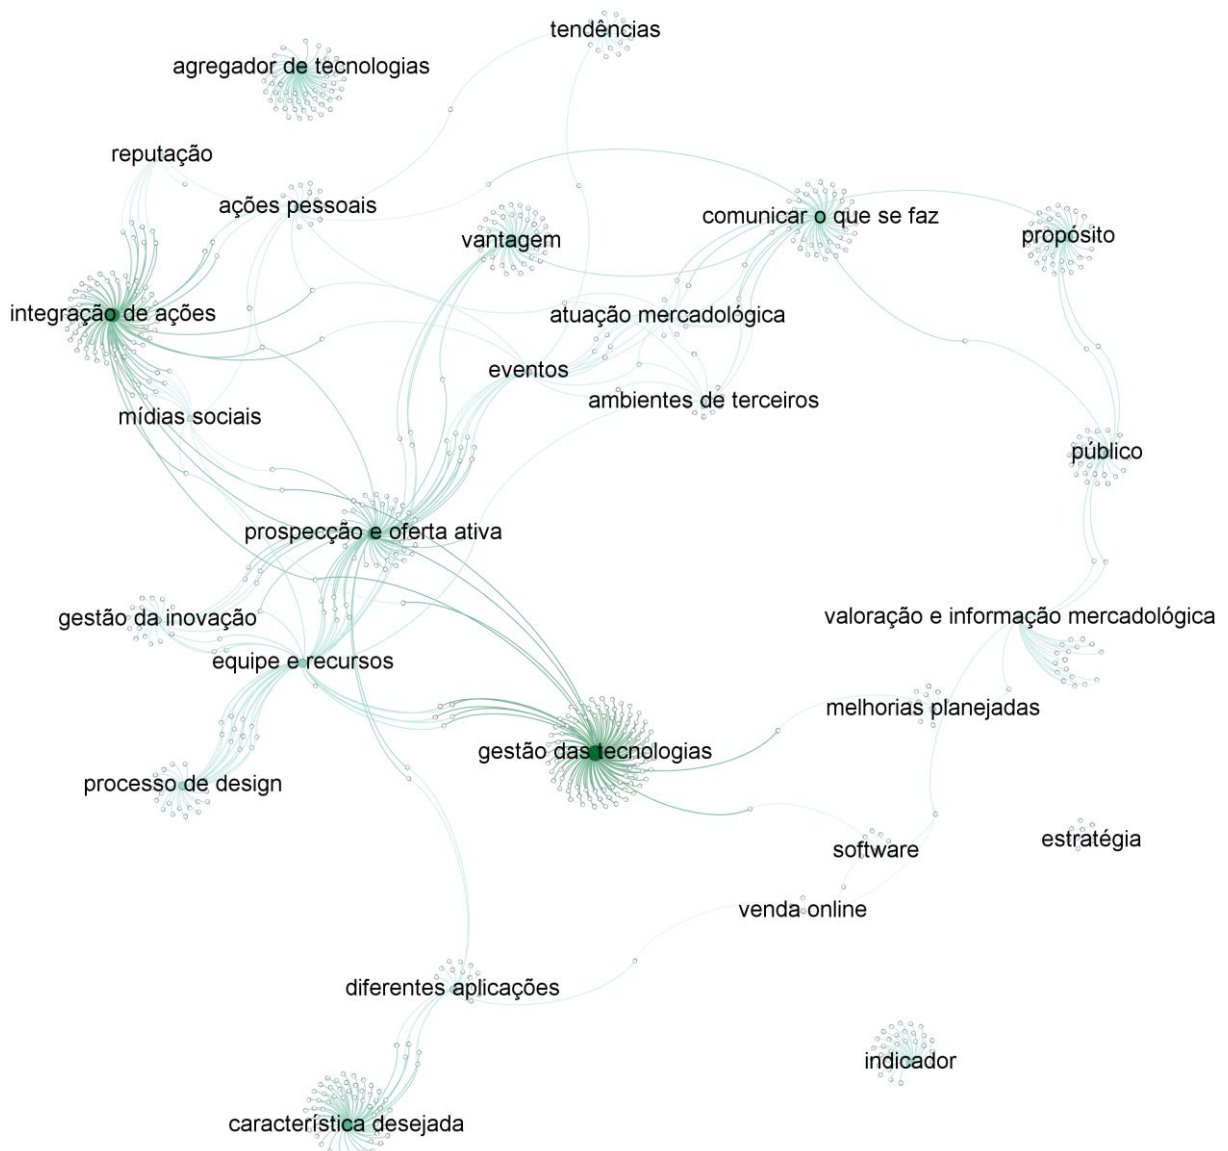 tendências
agregador de tecnologias
reputação
ações pessoais
comunicar o que se faz
vantagem
propósito
integração de ações
atuação mercadológica
eventos
ambientes de terceiros
mídias sociais
público
prospecção e oferta ativa
gestão da inovação
valoração e informação mercadológica
equipe e recursos
melhorias planejadas
gestão das tecnologias
processo de design
estratégia
software
venda online
diferentes aplicações
indicador
característica desejada